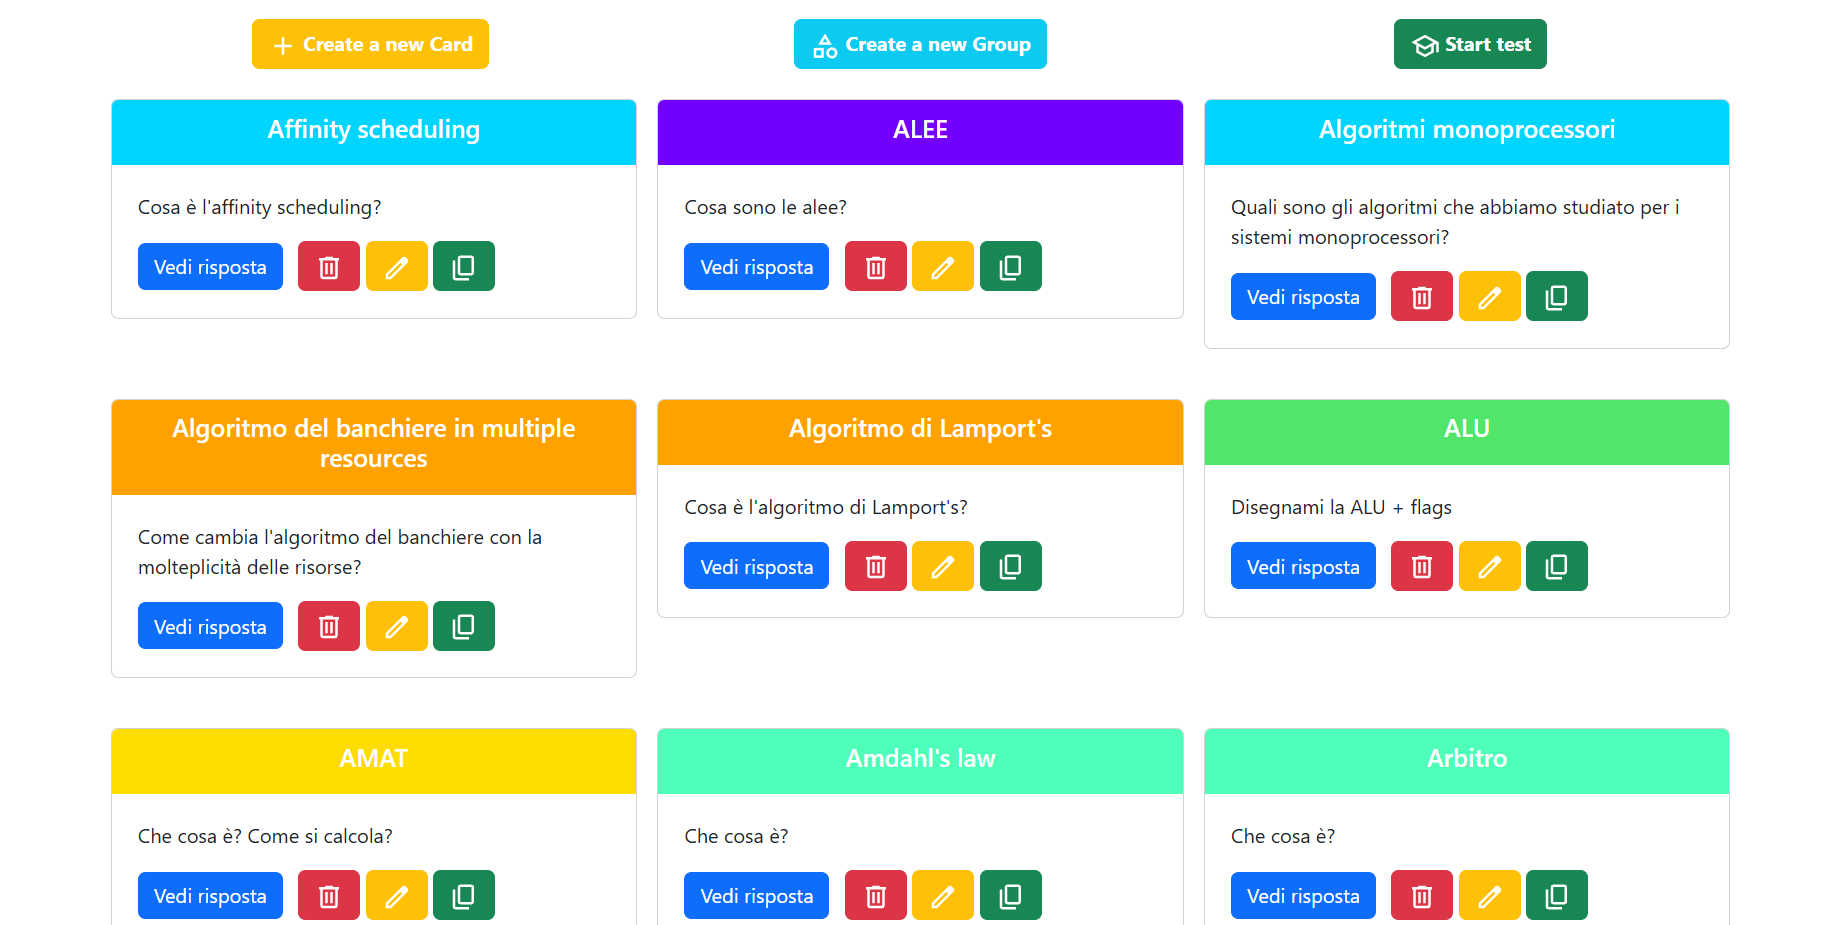 Create a new Card
Create a new Group
Start test
Affinity scheduling
Cosa è l'affinity scheduling?
Vedi risposta
ALEE
Cosa sono le alee?
Vedi risposta
Algoritmi monoprocessori
Quali sono gli algoritmi che abbiamo studiato per i
sistemi monoprocessori?
Vedi risposta
Algoritmo del banchiere in multiple
resources
Come cambia l'algoritmo del banchiere con la
molteplicità delle risorse?
Vedi risposta
Algoritmo di Lamport's
Cosa è l'algoritmo di Lamport's?
Vedi risposta
ALU
Disegnami la ALU + flags
Vedi risposta
AMAT
Che cosa è? Come si calcola?
Vedi risposta
Amdahl's law
Che cosa è?
Vedi risposta
Arbitro
Che cosa è?
Vedi risposta